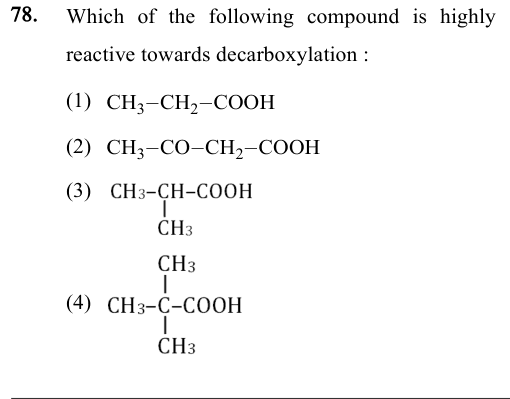 78. Which of the following compound is highly
reactive towards decarboxylation :
(1) CH₃–CH₂–COOH
(2) CH₃–CO–CH₂–COOH
(3) CH₃–CH–COOH
|
CH₃
CH₃
|
(4) CH₃–C–COOH
|
CH₃